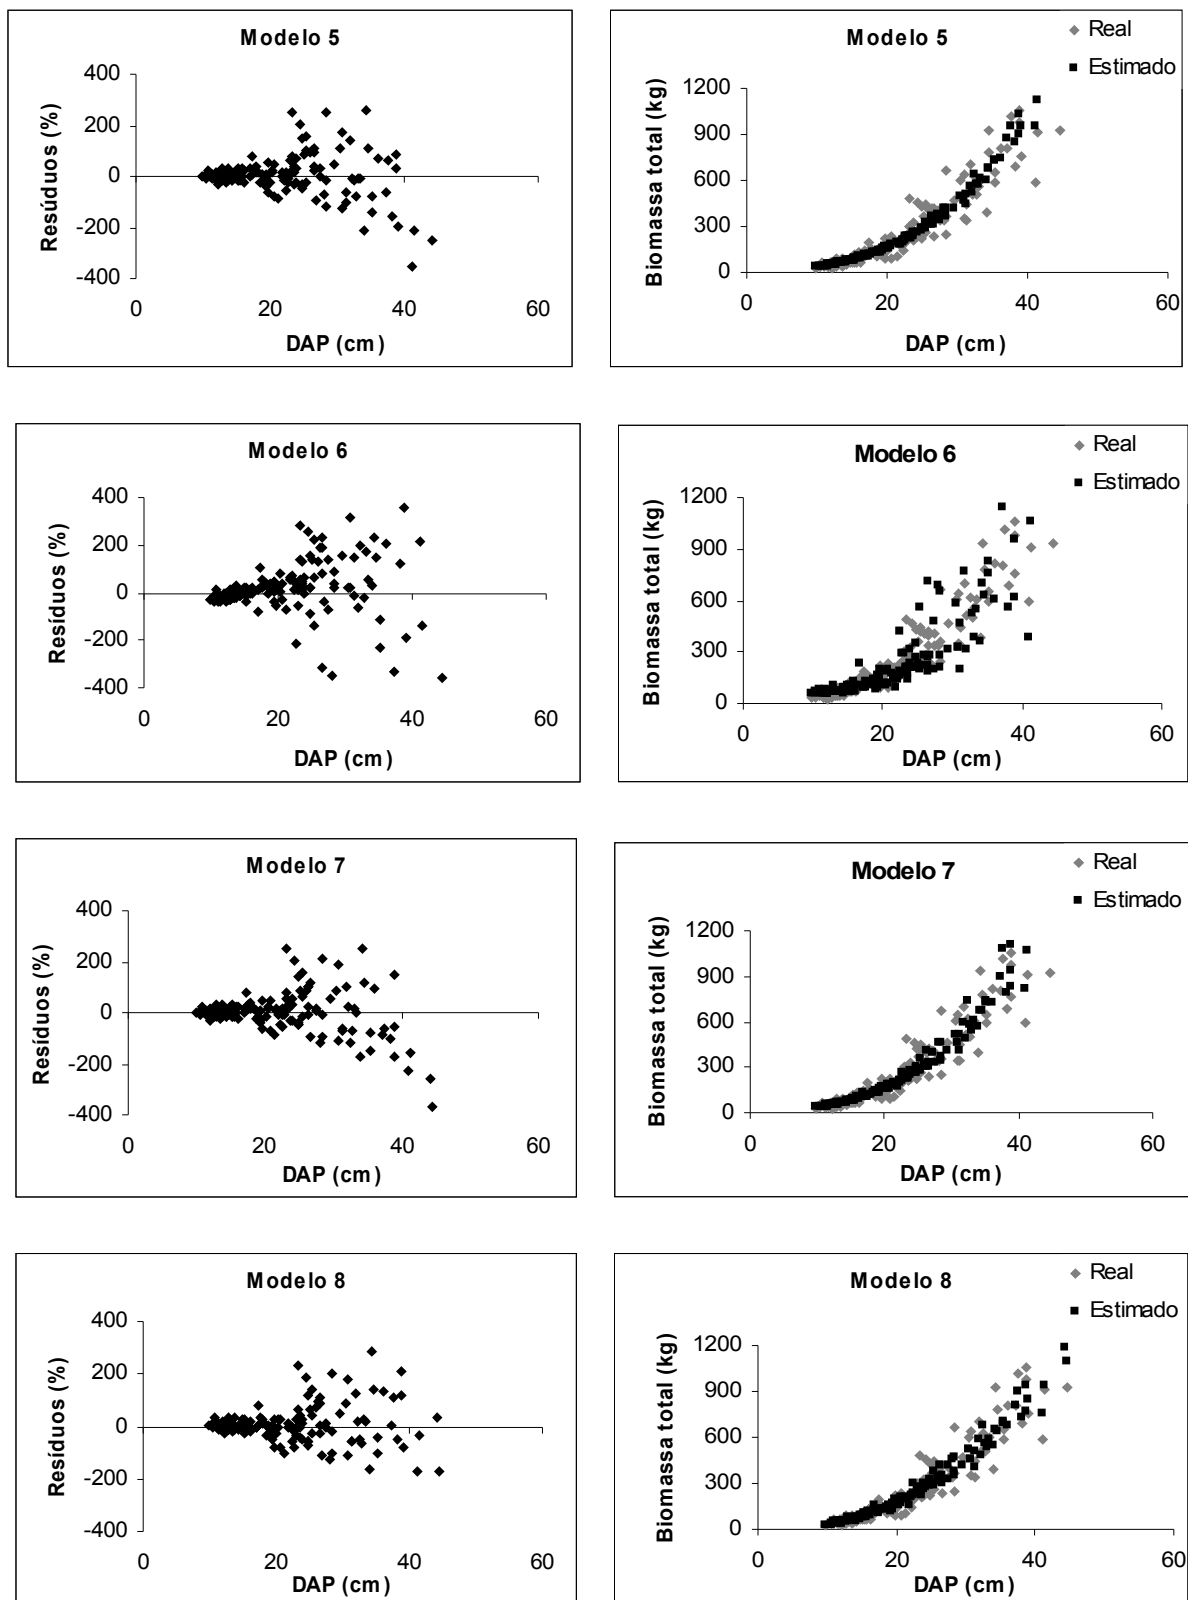 Modelo 5
400
200
0
-200
-400
0 20 40 60
Resúduos (%)
DAP (cm)
Modelo 5
Real
Estimado
1200
900
600
300
0
0 20 40 60
Biomassa total (kg)
DAP (cm)
Modelo 6
400
200
0
-200
-400
0 20 40 60
Resíduos (%)
DAP (cm)
Modelo 6
Real
Estimado
1200
900
600
300
0
0 20 40 60
Biomassa total (kg)
DAP (cm)
Modelo 7
400
200
0
-200
-400
0 20 40 60
Resíduos (%)
DAP (cm)
Modelo 7
Real
Estimado
1200
900
600
300
0
0 20 40 60
Biomassa total (kg)
DAP (cm)
Modelo 8
400
200
0
-200
-400
0 20 40 60
Resíduos (%)
DAP (cm)
Modelo 8
Real
Estimado
1200
900
600
300
0
0 20 40 60
Biomassa total (kg)
DAP (cm)